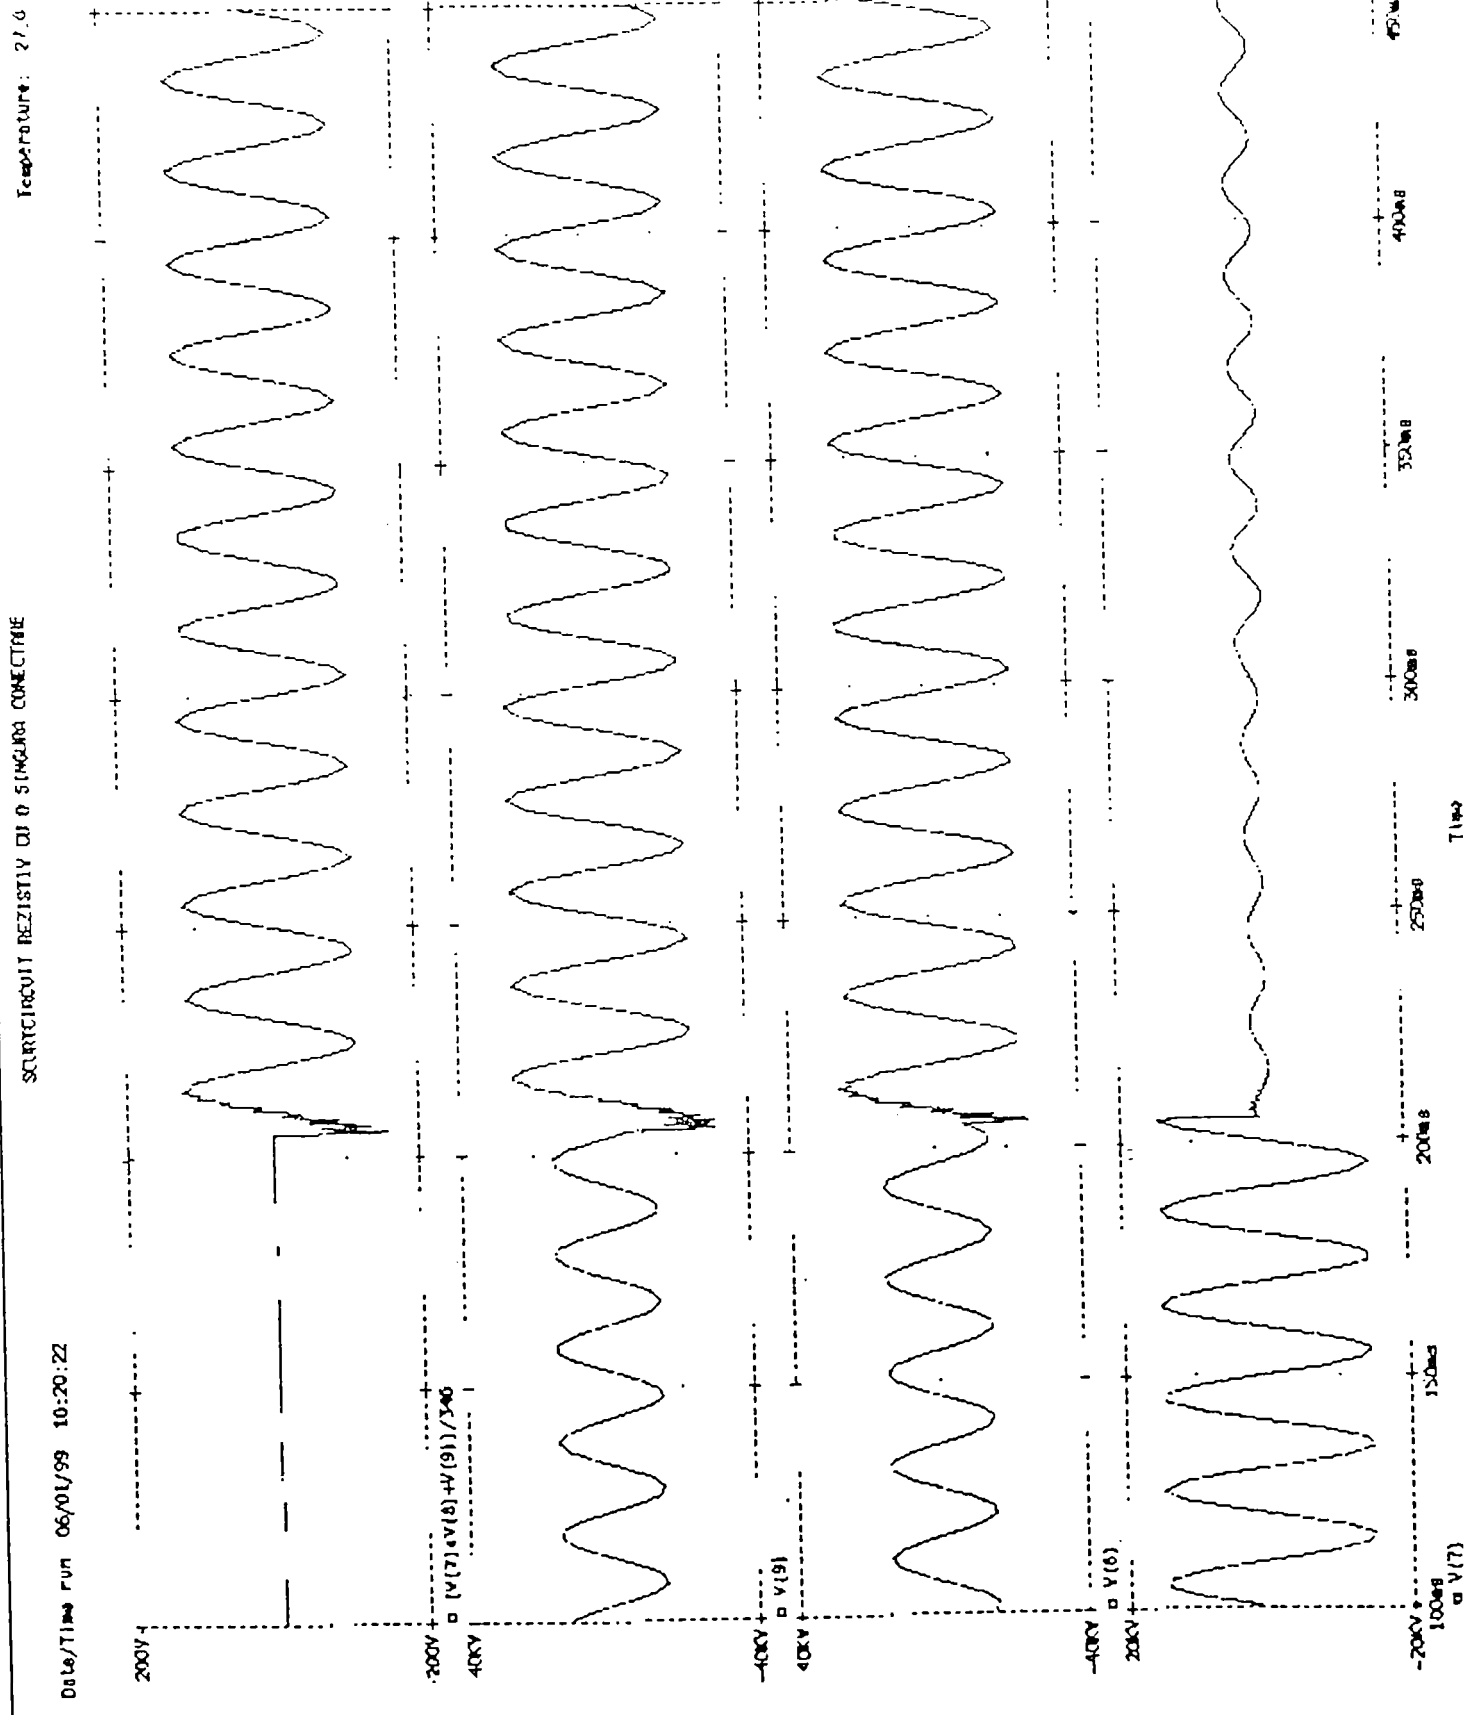 SCURTCIRCUIT REZISTIV CU O SINGURA CONECTARE
Date/Time run 06/01/99 10:20:22
Temperature: 27.0
200V
-200V
□ [V(7)+V(8)+V(9)]/346
40KV
-40KV
□ V(9)
40KV
-40KV
□ V(8)
20KV
-20KV
100ms
150ms
200ms
250ms
300ms
350ms
400ms
450ms
□ V(7)
Time